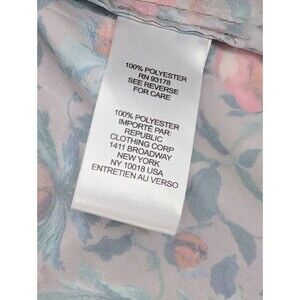 100% POLYESTER
RN 93178
SEE REVERSE
FOR CARE
100% POLYESTER
IMPORTÉ PAR:
REPUBLIC
CLOTHING CORP
1411 BROADWAY
NEW YORK
NY 10018 USA
ENTRETIEN AU VERSO